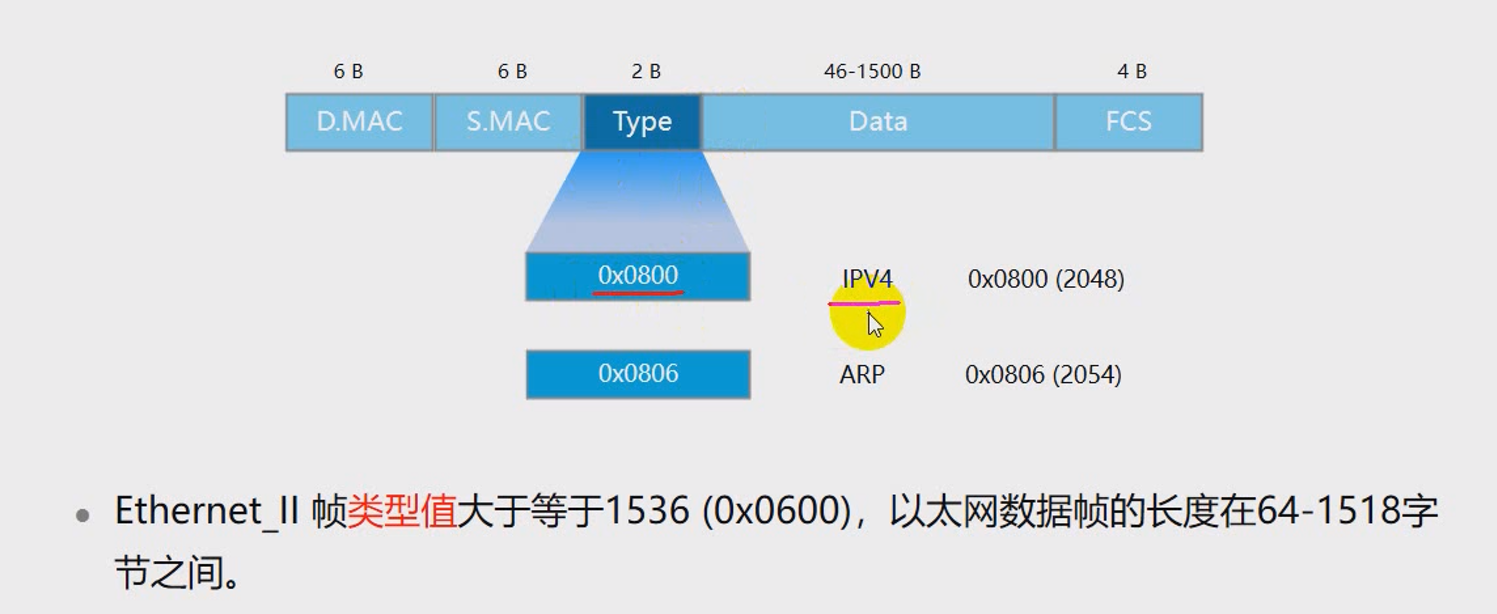 6 B 6 B 2 B 46-1500 B 4 B
D.MAC S.MAC Type Data FCS
0x0800 IPV4 0x0800 (2048)
0x0806 ARP 0x0806 (2054)
Ethernet_II 帧类型值大于等于1536 (0x0600)，以太网数据帧的长度在64-1518字
节之间。